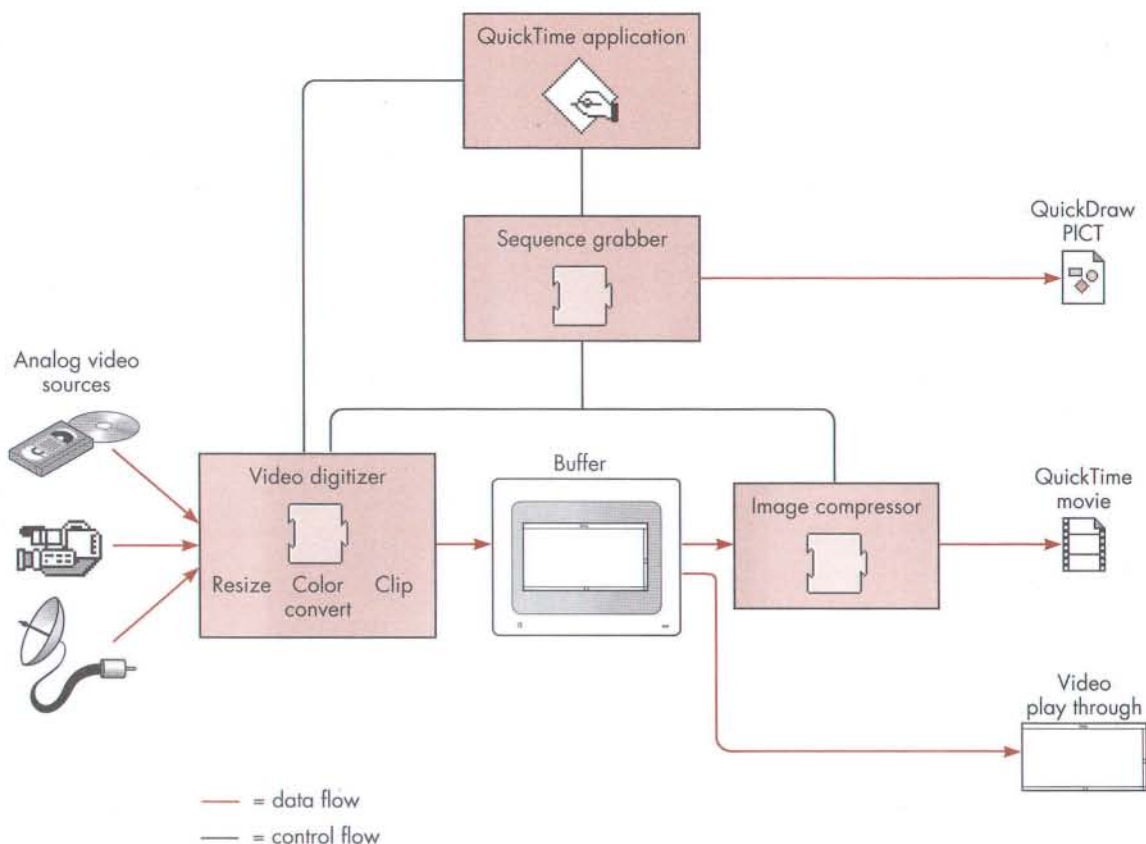 QuickTime application
Sequence grabber
QuickDraw
PICT
Analog video
sources
Video digitizer
Resize
Color
convert
Clip
Buffer
Image compressor
QuickTime
movie
Video
play through
= data flow
= control flow